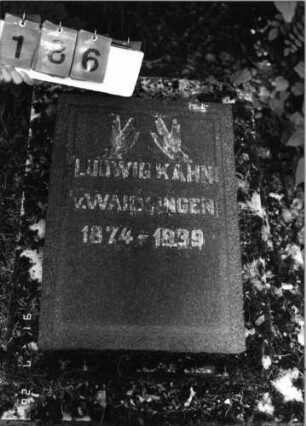 186
LUDWIG KAHN
v.WAIBLINGEN
1874-1939